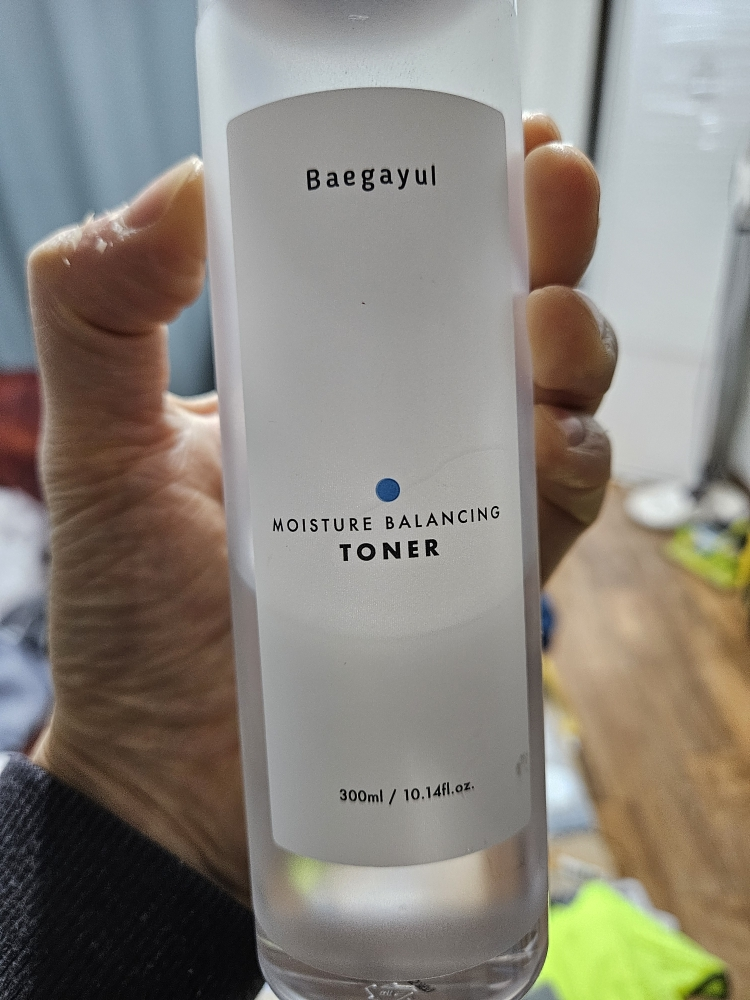 Baegayul
MOISTURE BALANCING
TONER
300ml / 10.14fl.oz.